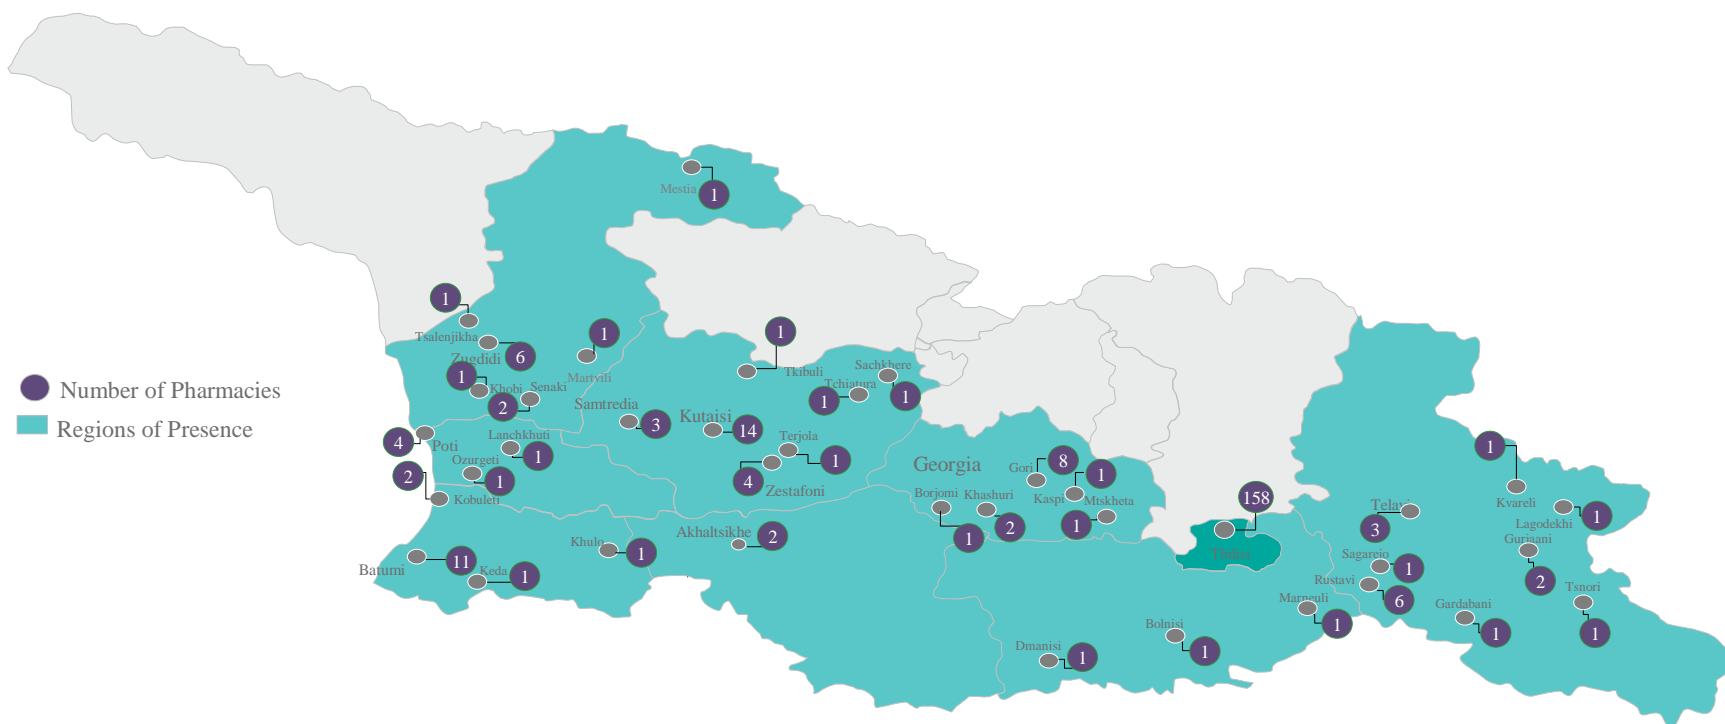 Mestia
1
1
Tsalenjikha
6
Zugdidi
1
Khobi
Senaki
2
1
Martvili
1
Tkibuli
Sachkhere
Tchiatura
1
1
Number of Pharmacies
Regions of Presence
Samtredia
3
Kutaisi
14
4
Poti
Lanchkhuti
1
Ozurgeti
1
2
Kobuleti
Terjola
1
4
Zestafoni
Georgia
Gori
8
1
Kaspi
Mtskheta
1
Borjomi
1
Khashuri
2
158
Tbilisi
1
Kvareli
Telavi
3
Lagodekhi
1
Gurjaani
2
Sagarejo
1
Rustavi
6
Gardabani
1
Tsnori
1
Marneuli
1
Bolnisi
1
Dmanisi
1
Akhaltsikhe
2
Khulo
1
Batumi
11
Keda
1